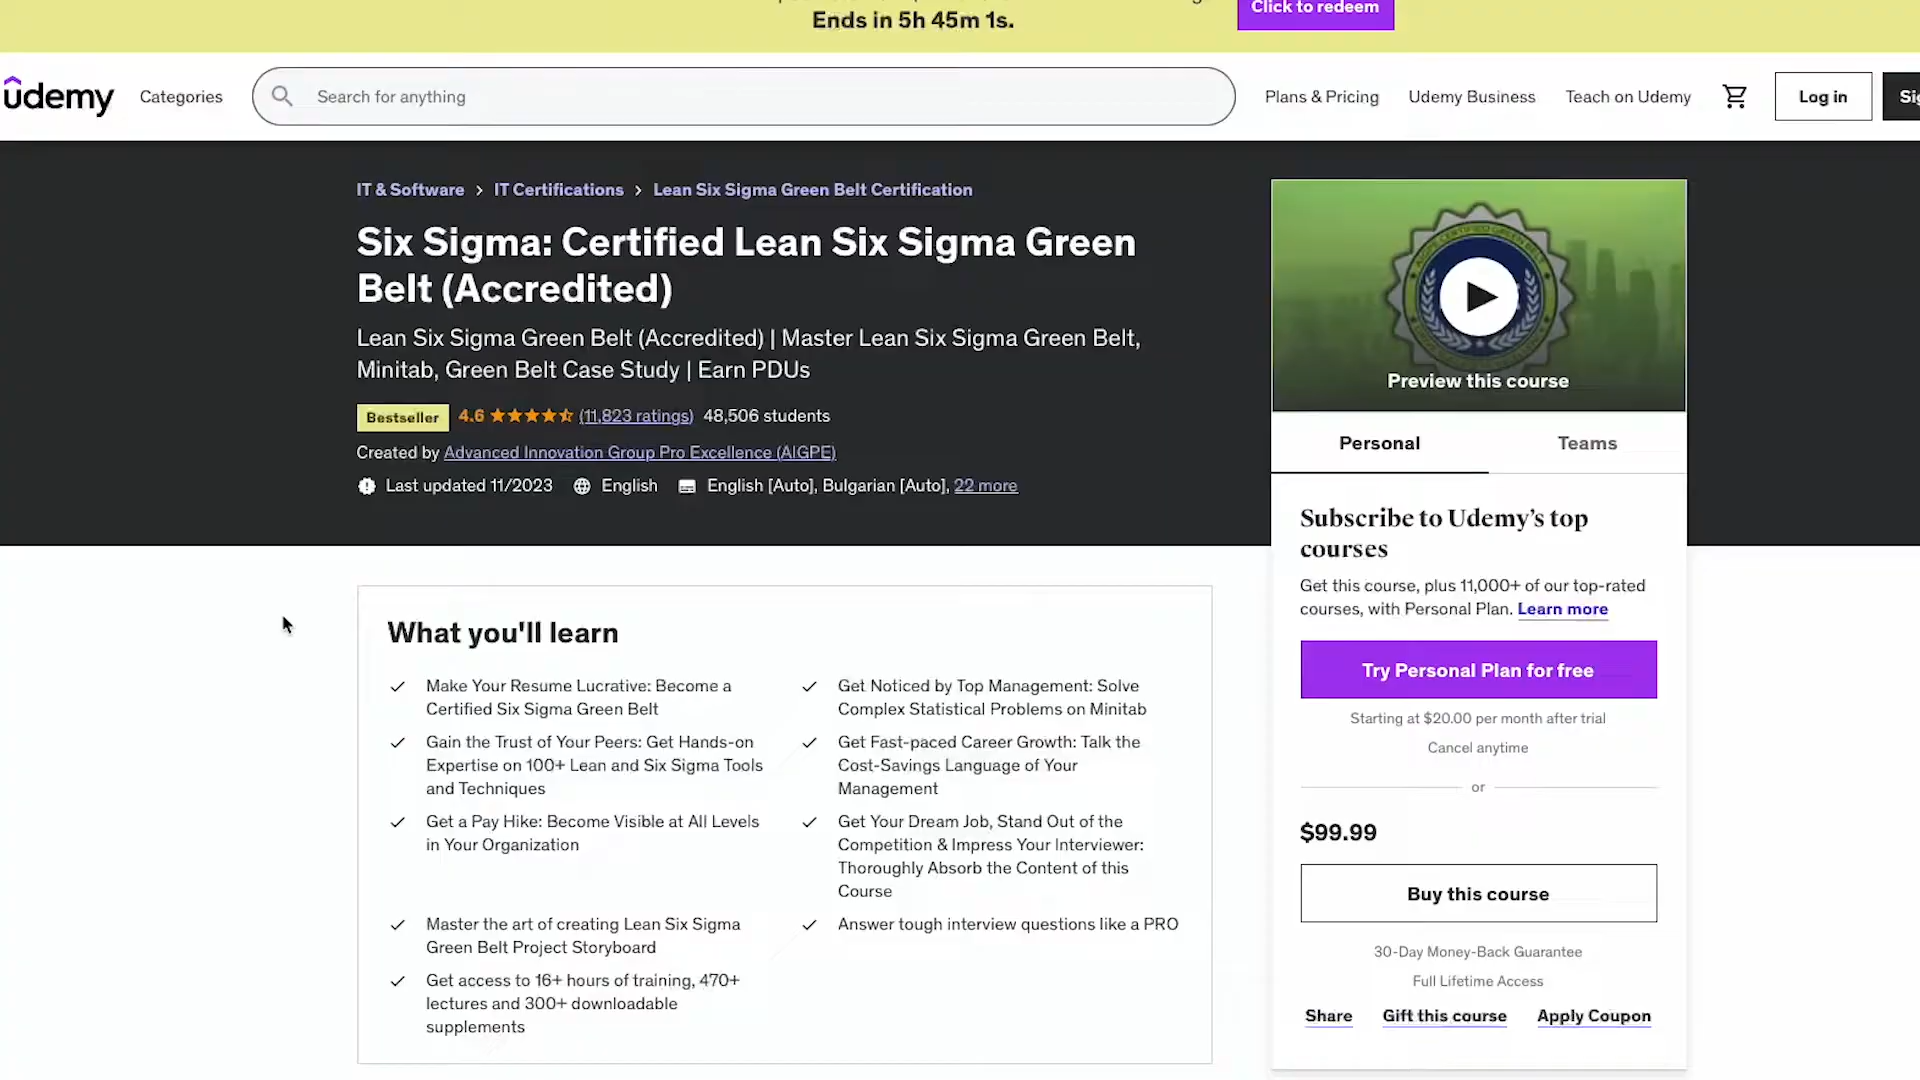 Ends in 5h 45m 1s.
Click to redeem
ûdemy
Categories
Search for anything
Plans & Pricing
Udemy Business
Teach on Udemy
Log in
IT & Software > IT Certifications > Lean Six Sigma Green Belt Certification
Six Sigma: Certified Lean Six Sigma Green
Belt (Accredited)
Lean Six Sigma Green Belt (Accredited) | Master Lean Six Sigma Green Belt,
Minitab, Green Belt Case Study | Earn PDUs
Bestseller 4.6 (11,823 ratings) 48,506 students
Created by Advanced Innovation Group Pro Excellence (AIGPE)
Last updated 11/2023 English English [Auto], Bulgarian [Auto], 22 more
What you'll learn
Make Your Resume Lucrative: Become a
Certified Six Sigma Green Belt
Gain the Trust of Your Peers: Get Hands-on
Expertise on 100+ Lean and Six Sigma Tools
and Techniques
Get a Pay Hike: Become Visible at All Levels
in Your Organization
Master the art of creating Lean Six Sigma
Green Belt Project Storyboard
Get access to 16+ hours of training, 470+
lectures and 300+ downloadable
supplements
Get Noticed by Top Management: Solve
Complex Statistical Problems on Minitab
Get Fast-paced Career Growth: Talk the
Cost-Savings Language of Your
Management
Get Your Dream Job, Stand Out of the
Competition & Impress Your Interviewer:
Thoroughly Absorb the Content of this
Course
Answer tough interview questions like a PRO
Preview this course
Personal
Teams
Subscribe to Udemy's top
courses
Get this course, plus 11,000+ of our top-rated
courses, with Personal Plan. Learn more
Try Personal Plan for free
Starting at $20.00 per month after trial
Cancel anytime
or
$99.99
Buy this course
30-Day Money-Back Guarantee
Full Lifetime Access
Share
Gift this course
Apply Coupon